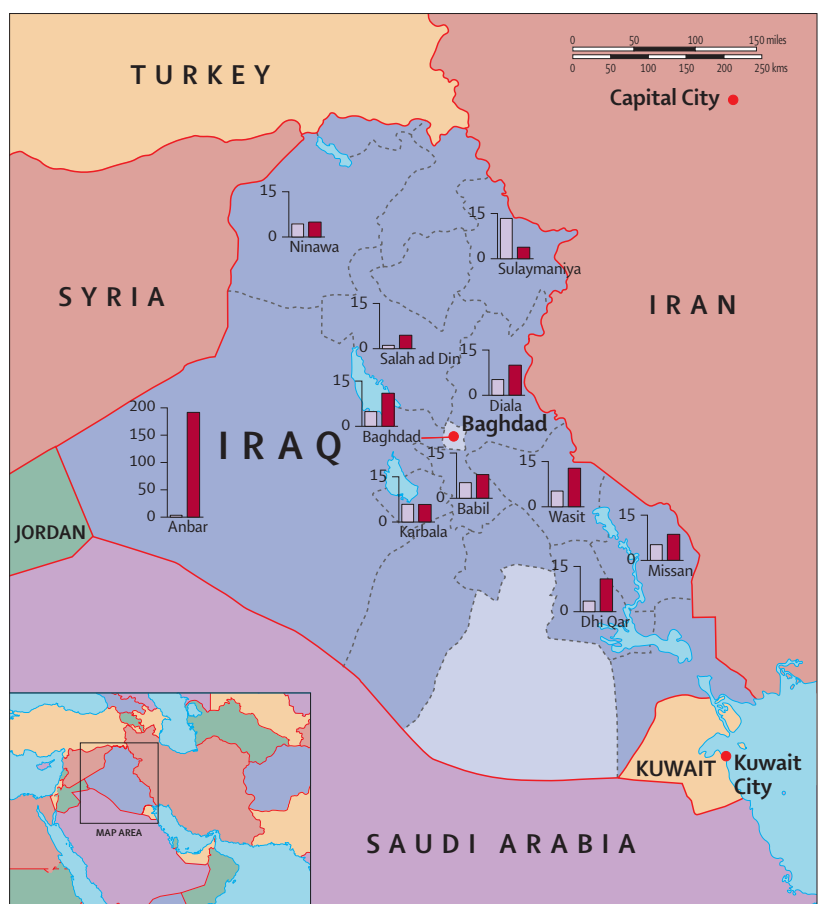 0 50 100 150 miles
0 50 100 150 200 250 kms
Capital City
TURKEY
SYRIA
IRAN
IRAQ
JORDAN
15
0
Ninawa
15
0
Sulaymaniya
15
0
Salah ad Din
15
0
Diala
15
0
Baghdad
Baghdad
200
150
100
50
0
Anbar
15
0
Karbala
15
0
Babil
15
0
Wasit
15
0
Missan
15
0
Dhi Qar
KUWAIT
Kuwait
City
SAUDI ARABIA
MAP AREA